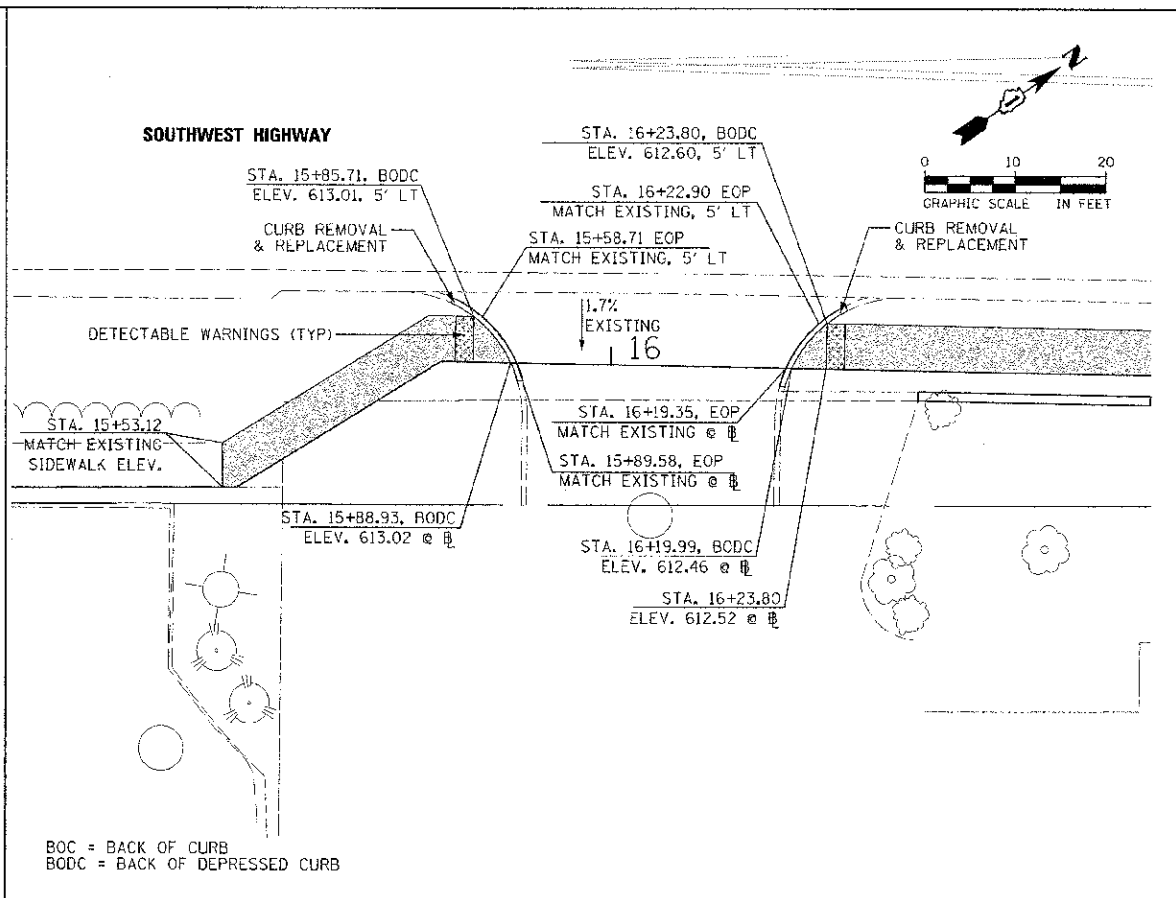 SOUTHWEST HIGHWAY
STA. 15+85.71, BODC
ELEV. 613.01, 5' LT
CURB REMOVAL
& REPLACEMENT
STA. 15+58.71 EOP
MATCH EXISTING, 5' LT
STA. 16+23.80, BODC
ELEV. 612.60, 5' LT
STA. 16+22.90 EOP
MATCH EXISTING, 5' LT
N
0 10 20
GRAPHIC SCALE IN FEET
CURB REMOVAL
& REPLACEMENT
DETECTABLE WARNINGS (TYP)
1.7%
EXISTING
16
STA. 15+53.12
MATCH EXISTING
SIDEWALK ELEV.
STA. 16+19.35, EOP
MATCH EXISTING @ BL
STA. 15+89.58, EOP
MATCH EXISTING @ BL
STA. 15+88.93, BODC
ELEV. 613.02 @ BL
STA. 16+19.99, BODC
ELEV. 612.46 @ BL
STA. 16+23.80
ELEV. 612.52 @ BL
BOC = BACK OF CURB
BODC = BACK OF DEPRESSED CURB